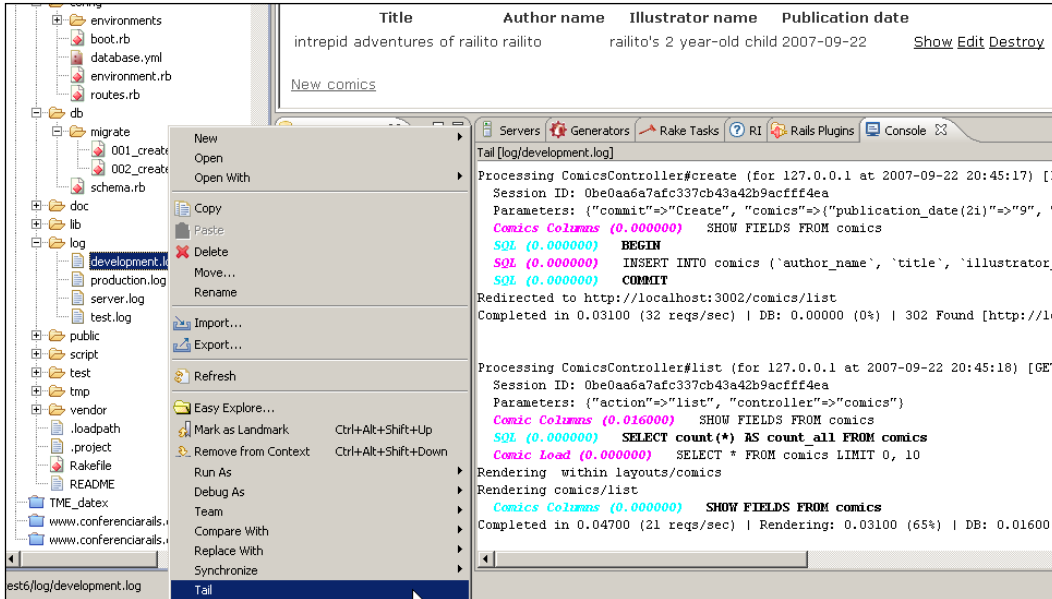 config
environments
boot.rb
database.yml
environment.rb
routes.rb
db
migrate
001_create
002_create
schema.rb
doc
lib
log
development.lo
production.log
server.log
test.log
public
script
test
tmp
vendor
.loadpath
.project
Rakefile
README
TME_datex
www.conferenciarails.
www.conferenciarails.
est6/log/development.log
New
Open
Open With
Copy
Paste
Delete
Move...
Rename
Import...
Export...
Refresh
Easy Explore...
Mark as Landmark Ctrl+Alt+Shift+Up
Remove from Context Ctrl+Alt+Shift+Down
Run As
Debug As
Team
Compare With
Replace With
Synchronize
Tail
Title Author name Illustrator name Publication date
intrepid adventures of railito railito railito's 2 year-old child 2007-09-22 Show Edit Destroy
New comics
Servers Generators Rake Tasks RI Rails Plugins Console
Tail [log/development.log]
Processing ComicsController#create (for 127.0.0.1 at 2007-09-22 20:45:17) [
Session ID: 0be0aa6a7afc337cb43a42b9acfff4ea
Parameters: {"commit"=>"Create", "comics"=>{"publication_date(2i)"=>"9", "
Comics Columns (0.000000) SHOW FIELDS FROM comics
SQL (0.000000) BEGIN
SQL (0.000000) INSERT INTO comics (`author_name`, `title`, `illustrator_
SQL (0.000000) COMMIT
Redirected to http://localhost:3002/comics/list
Completed in 0.03100 (32 reqs/sec) | DB: 0.00000 (0%) | 302 Found [http://lo
Processing ComicsController#list (for 127.0.0.1 at 2007-09-22 20:45:18) [GET
Session ID: 0be0aa6a7afc337cb43a42b9acfff4ea
Parameters: {"action"=>"list", "controller"=>"comics"}
Comic Columns (0.016000) SHOW FIELDS FROM comics
SQL (0.000000) SELECT count(*) AS count_all FROM comics
Comic Load (0.000000) SELECT * FROM comics LIMIT 0, 10
Rendering within layouts/comics
Rendering comics/list
Comics Columns (0.000000) SHOW FIELDS FROM comics
Completed in 0.04700 (21 reqs/sec) | Rendering: 0.03100 (65%) | DB: 0.01600